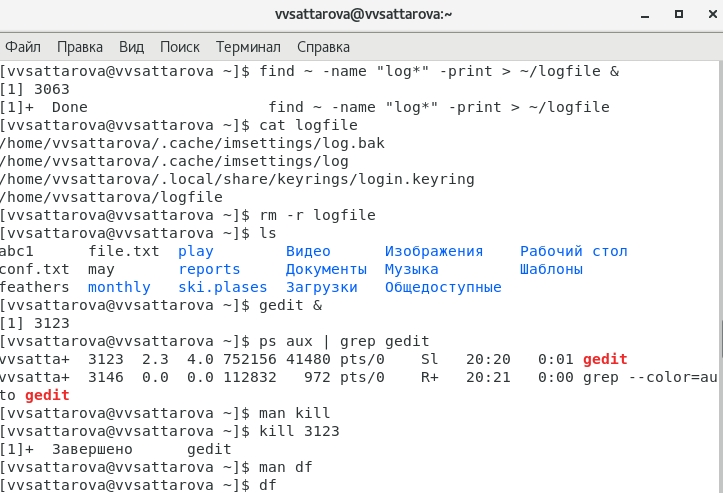 vvsattarova@vvsattarova:~
Файл Правка Вид Поиск Терминал Справка
[vvsattarova@vvsattarova ~]$ find ~ -name "log*" -print > ~/logfile &
[1] 3063
[1]+  Done                    find ~ -name "log*" -print > ~/logfile
[vvsattarova@vvsattarova ~]$ cat logfile
/home/vvsattarova/.cache/imsettings/log.bak
/home/vvsattarova/.cache/imsettings/log
/home/vvsattarova/.local/share/keyrings/login.keyring
/home/vvsattarova/logfile
[vvsattarova@vvsattarova ~]$ rm -r logfile
[vvsattarova@vvsattarova ~]$ ls
abc1      file.txt  play        Видео      Изображения    Рабочий стол
conf.txt  may       reports     Документы  Музыка         Шаблоны
feathers  monthly   ski.plases  Загрузки   Общедоступные
[vvsattarova@vvsattarova ~]$ gedit &
[1] 3123
[vvsattarova@vvsattarova ~]$ ps aux | grep gedit
vvsatta+  3123  2.3  4.0 752156 41480 pts/0    Sl   20:20   0:01 gedit
vvsatta+  3146  0.0  0.0 112832   972 pts/0    R+   20:21   0:00 grep --color=au
to gedit
[vvsattarova@vvsattarova ~]$ man kill
[vvsattarova@vvsattarova ~]$ kill 3123
[1]+  Завершено      gedit
[vvsattarova@vvsattarova ~]$ man df
[vvsattarova@vvsattarova ~]$ df